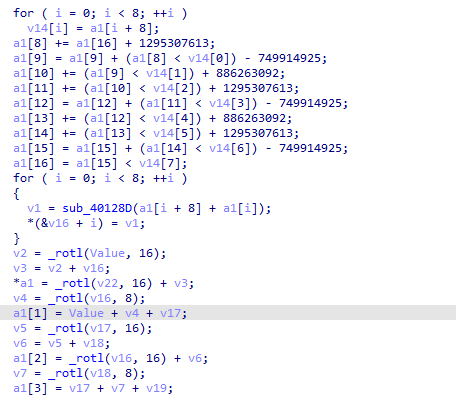 for ( i = 0; i < 8; ++i )
v14[i] = a1[i + 8];
a1[8] += a1[16] + 1295307613;
a1[9] = a1[9] + (a1[8] < v14[0]) - 749914925;
a1[10] += (a1[9] < v14[1]) + 886263092;
a1[11] += (a1[10] < v14[2]) + 1295307613;
a1[12] = a1[12] + (a1[11] < v14[3]) - 749914925;
a1[13] += (a1[12] < v14[4]) + 886263092;
a1[14] += (a1[13] < v14[5]) + 1295307613;
a1[15] = a1[15] + (a1[14] < v14[6]) - 749914925;
a1[16] = a1[15] < v14[7];
for ( i = 0; i < 8; ++i )
{
v1 = sub_40128D(a1[i + 8] + a1[i]);
*(&v16 + i) = v1;
}
v2 = _rotl(Value, 16);
v3 = v2 + v16;
*a1 = _rotl(v22, 16) + v3;
v4 = _rotl(v16, 8);
a1[1] = Value + v4 + v17;
v5 = _rotl(v17, 16);
v6 = v5 + v18;
a1[2] = _rotl(v16, 16) + v6;
v7 = _rotl(v18, 8);
a1[3] = v17 + v7 + v19;